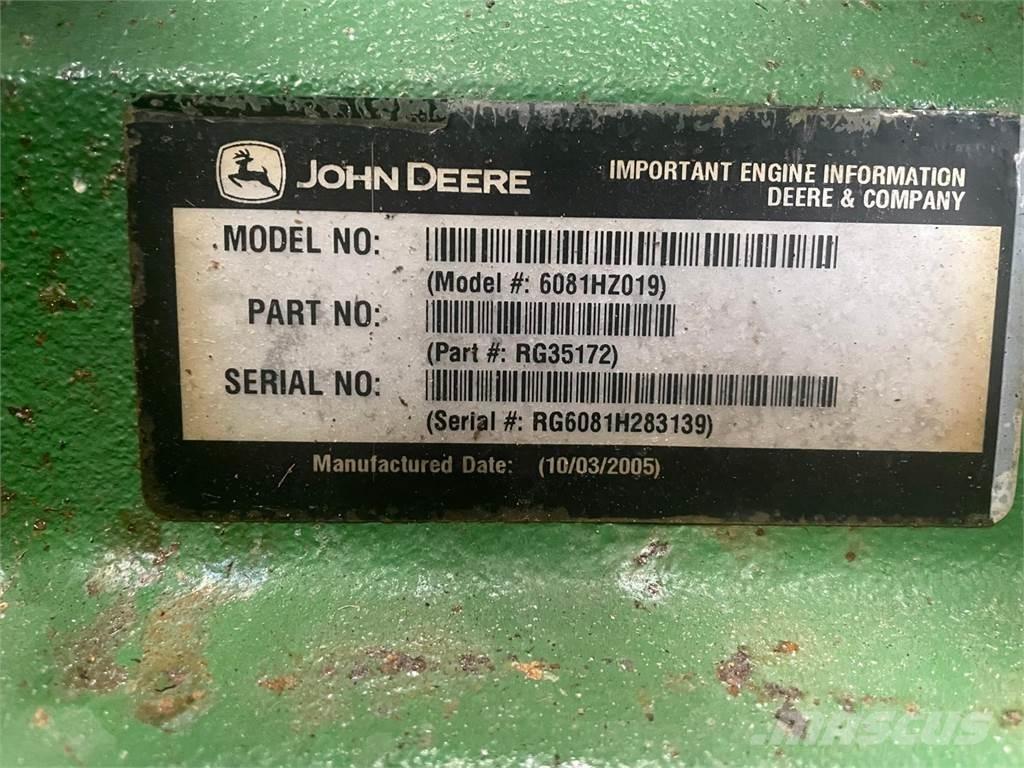 JOHN DEERE
IMPORTANT ENGINE INFORMATION
DEERE & COMPANY
MODEL NO:
(Model #: 6081HZ019)
PART NO:
(Part #: RG35172)
SERIAL NO:
(Serial #: RG6081H283139)
Manufactured Date: (10/03/2005)
MASCUS